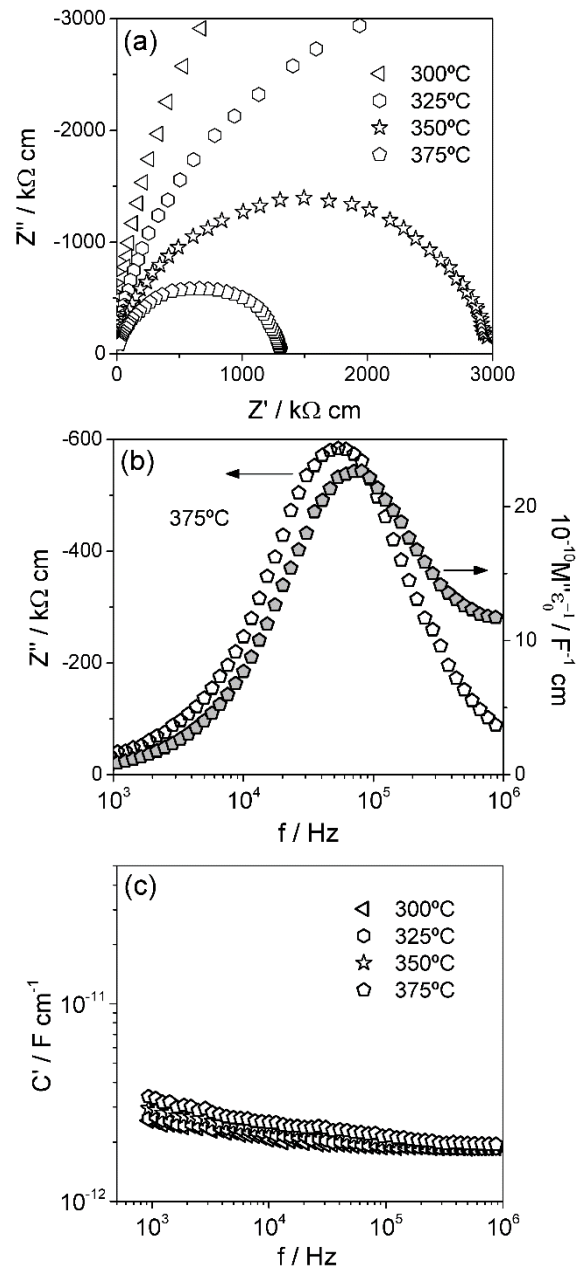 (a)
-3000
-2000
-1000
0
Z'' / kΩ cm
300ºC
325ºC
350ºC
375ºC
0 1000 2000 3000
Z' / kΩ cm
(b)
-600
-400
-200
0
Z'' / kΩ cm
375ºC
20
10
0
10⁻¹⁰M''ε₀⁻¹ / F⁻¹ cm
10³ 10⁴ 10⁵ 10⁶
f / Hz
(c)
10⁻¹¹
10⁻¹²
C' / F cm⁻¹
300ºC
325ºC
350ºC
375ºC
10³ 10⁴ 10⁵ 10⁶
f / Hz